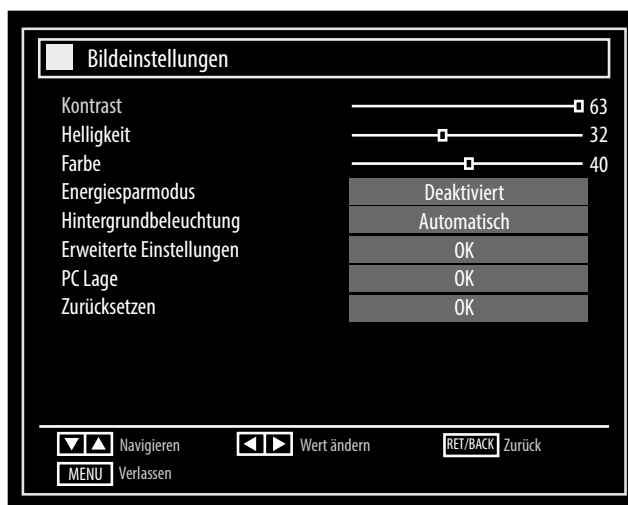 Bildeinstellungen
Kontrast 63
Helligkeit 32
Farbe 40
Energiesparmodus Deaktiviert
Hintergrundbeleuchtung Automatisch
Erweiterte Einstellungen OK
PC Lage OK
Zurücksetzen OK
Navigieren Wert ändern RET/BACK Zurück
MENU Verlassen